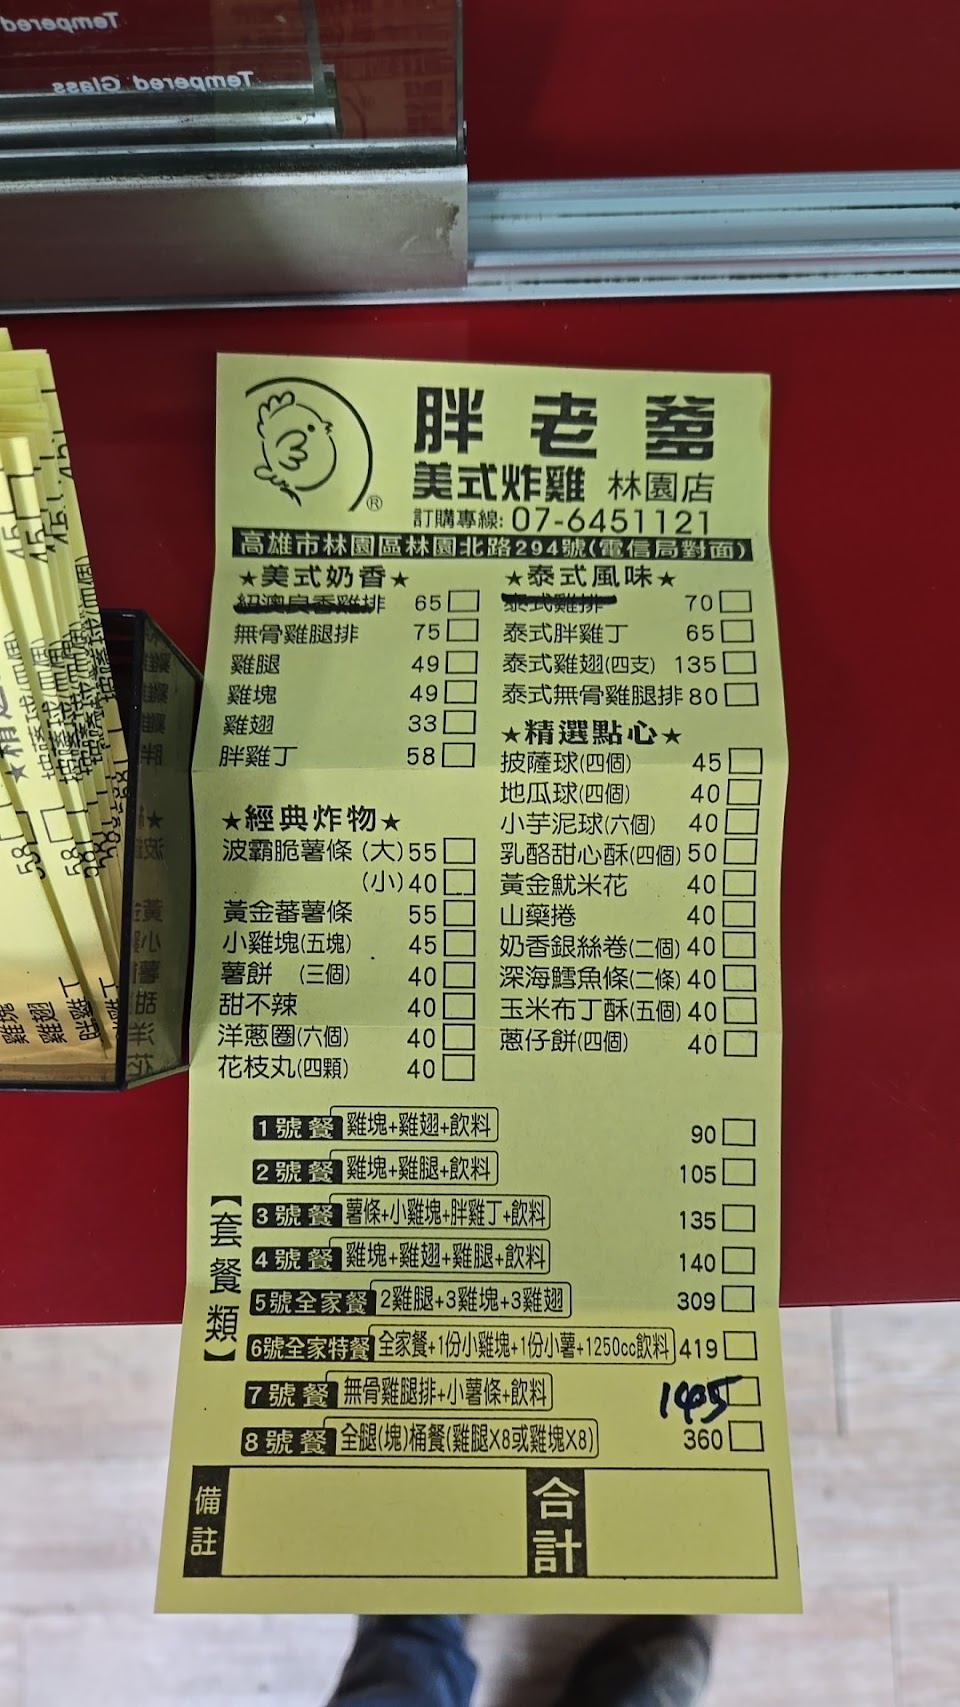 Tempered
Tempered Glass
胖老爹
美式炸雞 林園店
®
訂購專線: 07-6451121
高雄市林園區林園北路294號(電信局對面)
★美式奶香★
紐澳良香雞排 65
無骨雞腿排 75
雞腿 49
雞塊 49
雞翅 33
胖雞丁 58
★經典炸物★
波霸脆薯條 (大) 55
(小) 40
黃金蕃薯條 55
小雞塊(五塊) 45
薯餅 (三個) 40
甜不辣 40
洋蔥圈(六個) 40
花枝丸(四顆) 40
★泰式風味★
泰式雞排 70
泰式胖雞丁 65
泰式雞翅(四支) 135
泰式無骨雞腿排 80
★精選點心★
披薩球(四個) 45
地瓜球(四個) 40
小芋泥球(六個) 40
乳酪甜心酥(四個) 50
黃金魷米花 40
山藥捲 40
奶香銀絲卷(二個) 40
深海鱈魚條(二條) 40
玉米布丁酥(五個) 40
蔥仔餅(四個) 40
【套餐類】
1號餐 雞塊+雞翅+飲料 90
2號餐 雞塊+雞腿+飲料 105
3號餐 薯條+小雞塊+胖雞丁+飲料 135
4號餐 雞塊+雞翅+雞腿+飲料 140
5號全家餐 2雞腿+3雞塊+3雞翅 309
6號全家特餐 全家餐+1份小雞塊+1份小薯+1250cc飲料 419
7號餐 無骨雞腿排+小薯條+飲料 145
8號餐 全腿(塊)桶餐(雞腿X8或雞塊X8) 360
備註
合計